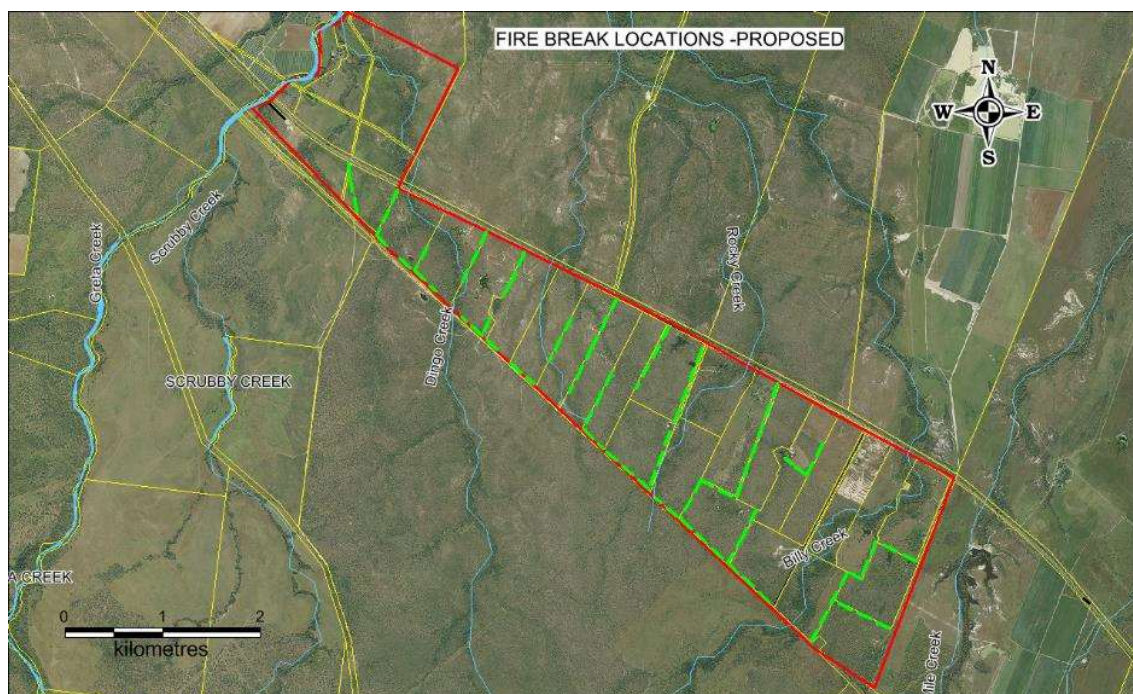 FIRE BREAK LOCATIONS -PROPOSED
N
W E
S
Scrubby Creek
Greta Creek
Rocky Creek
Dingo Creek
SCRUBBY CREEK
Billy Creek
A CREEK
0 1 2
kilometres
ile Creek